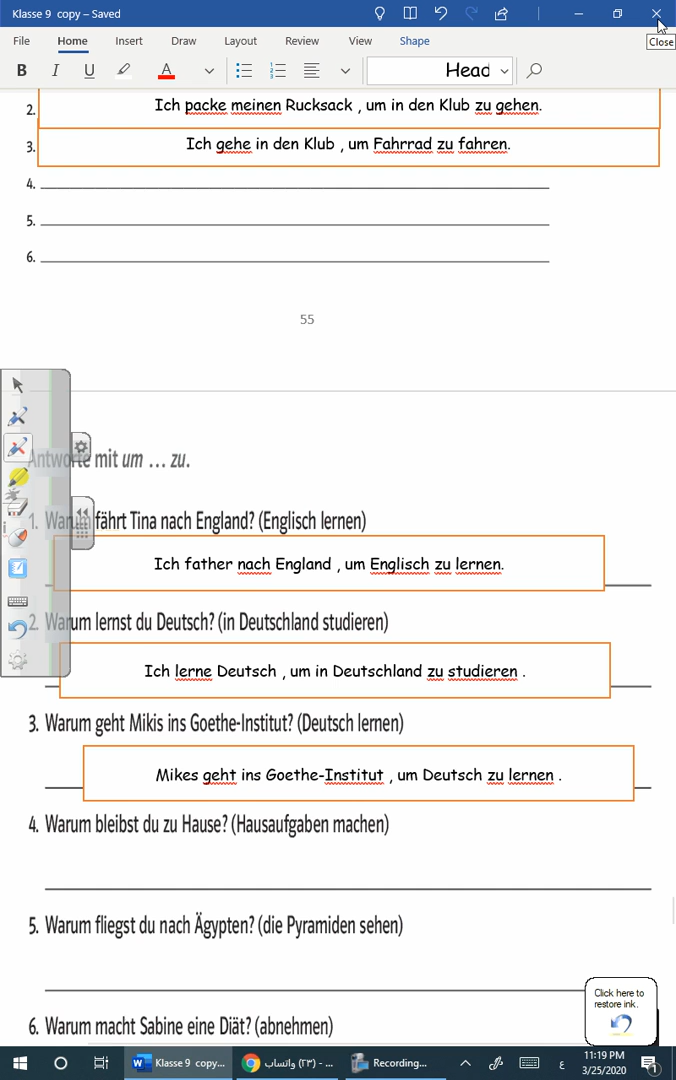 Klasse 9 copy – Saved
Close
File Home Insert Draw Layout Review View Shape
B I U A Head
2. Ich packe meinen Rucksack , um in den Klub zu gehen.
3. Ich gehe in den Klub , um Fahrrad zu fahren.
4.
5.
6.
55
Antworte mit um … zu.
1. Warum fährt Tina nach England? (Englisch lernen)
Ich father nach England , um Englisch zu lernen.
2. Warum lernst du Deutsch? (in Deutschland studieren)
Ich lerne Deutsch , um in Deutschland zu studieren .
3. Warum geht Mikis ins Goethe-Institut? (Deutsch lernen)
Mikes geht ins Goethe-Institut , um Deutsch zu lernen .
4. Warum bleibst du zu Hause? (Hausaufgaben machen)
5. Warum fliegst du nach Ägypten? (die Pyramiden sehen)
Click here to
restore ink.
6. Warum macht Sabine eine Diät? (abnehmen)
Klasse 9 copy...
(٢٣) واتساب - ...
Recording...
ع
11:19 PM
3/25/2020
1